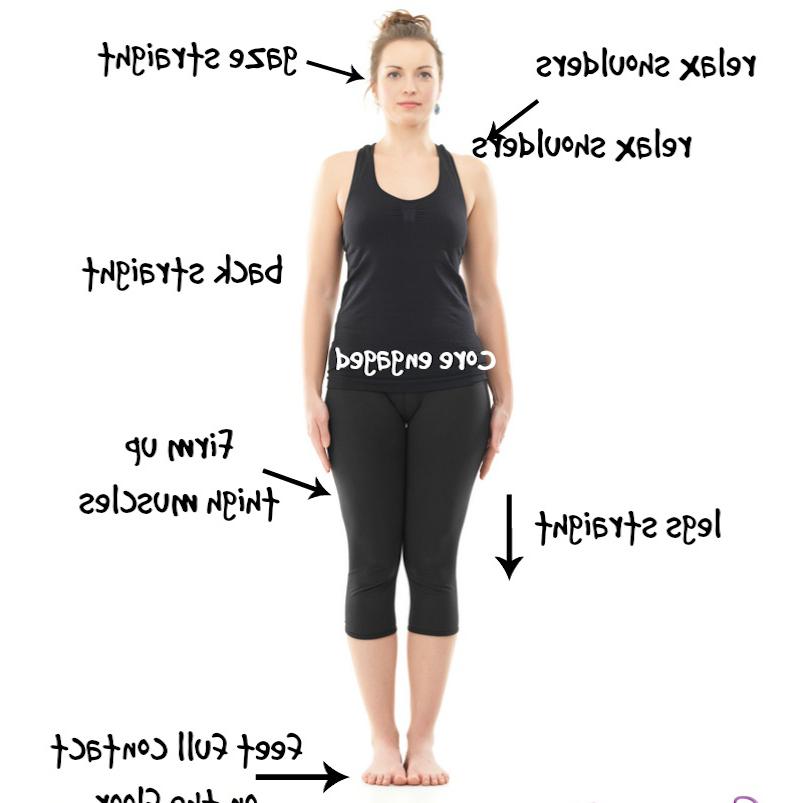 gaze straight
relax shoulders
relax shoulders
back straight
core engaged
Firm up
thigh muscles
legs straight
Feet full contact
on the floor